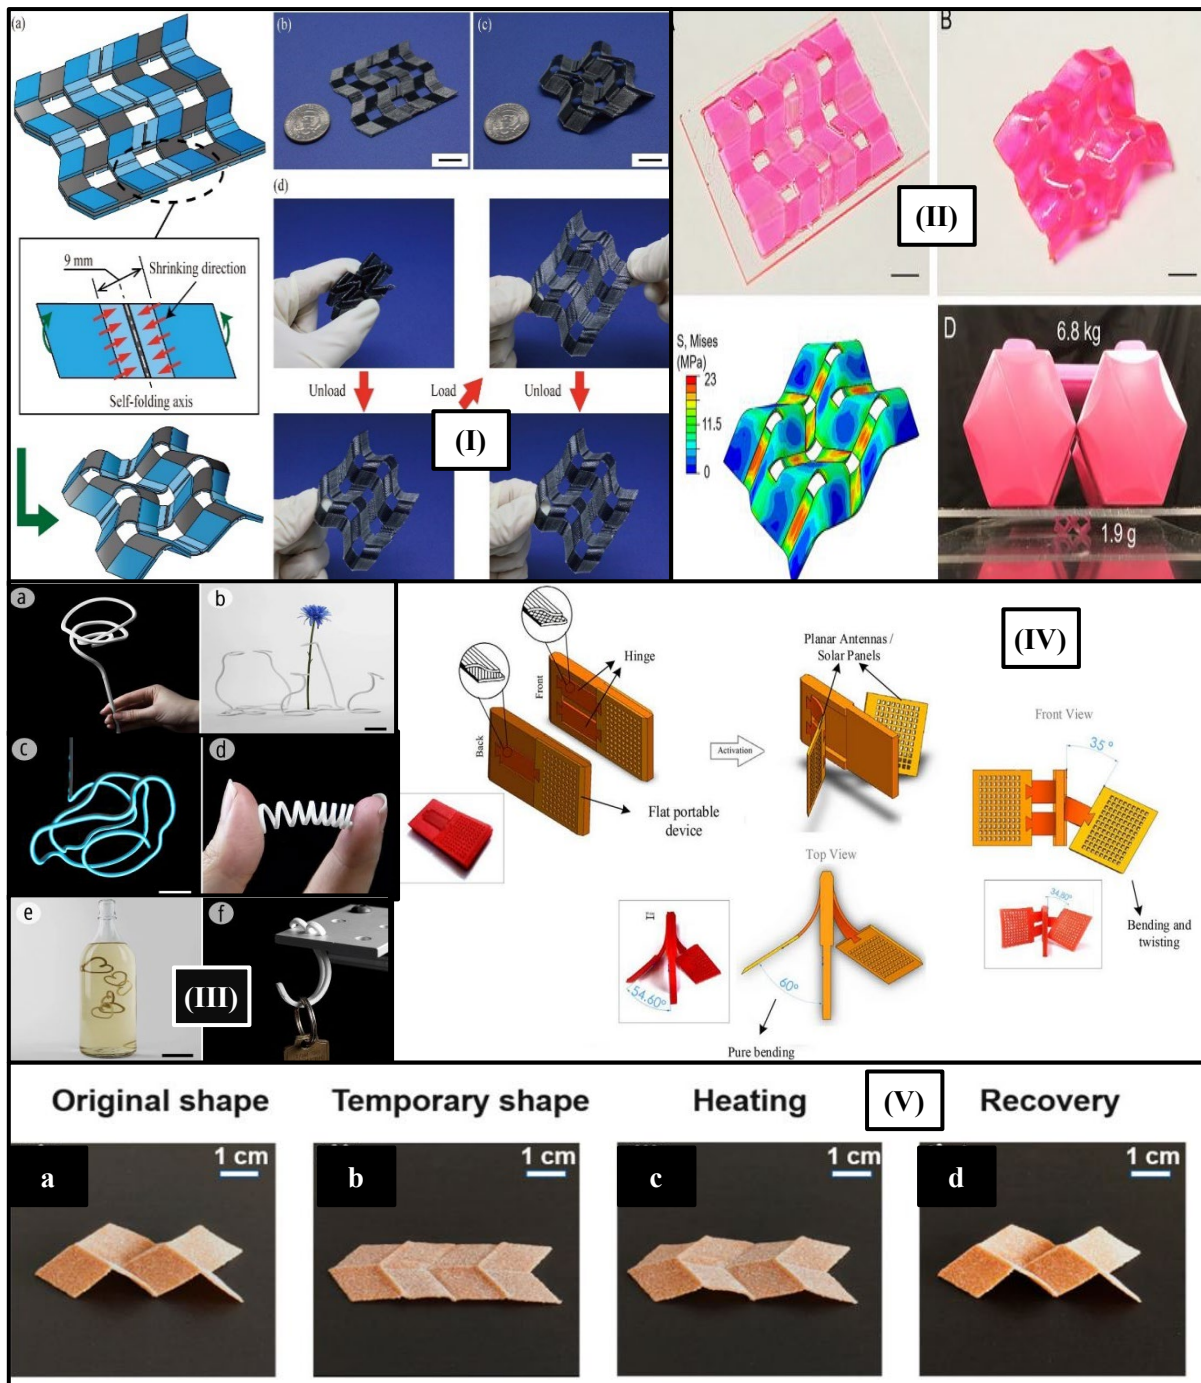 (a)
(b)
(c)
9 mm
Shrinking direction
Self-folding axis
(d)
Unload
Load
Unload
(I)
B
(II)
S, Mises
(MPa)
23
11.5
0
D
6.8 kg
1.9 g
a
b
c
d
e
f
(III)
(IV)
Front
Hinge
Back
Activation
Flat portable
device
Planar Antennas /
Solar Panels
Front View
35°
34.80°
Bending and
twisting
Top View
54.60°
60°
Pure bending
(V)
Original shape
Temporary shape
Heating
Recovery
a
1 cm
b
1 cm
c
1 cm
d
1 cm